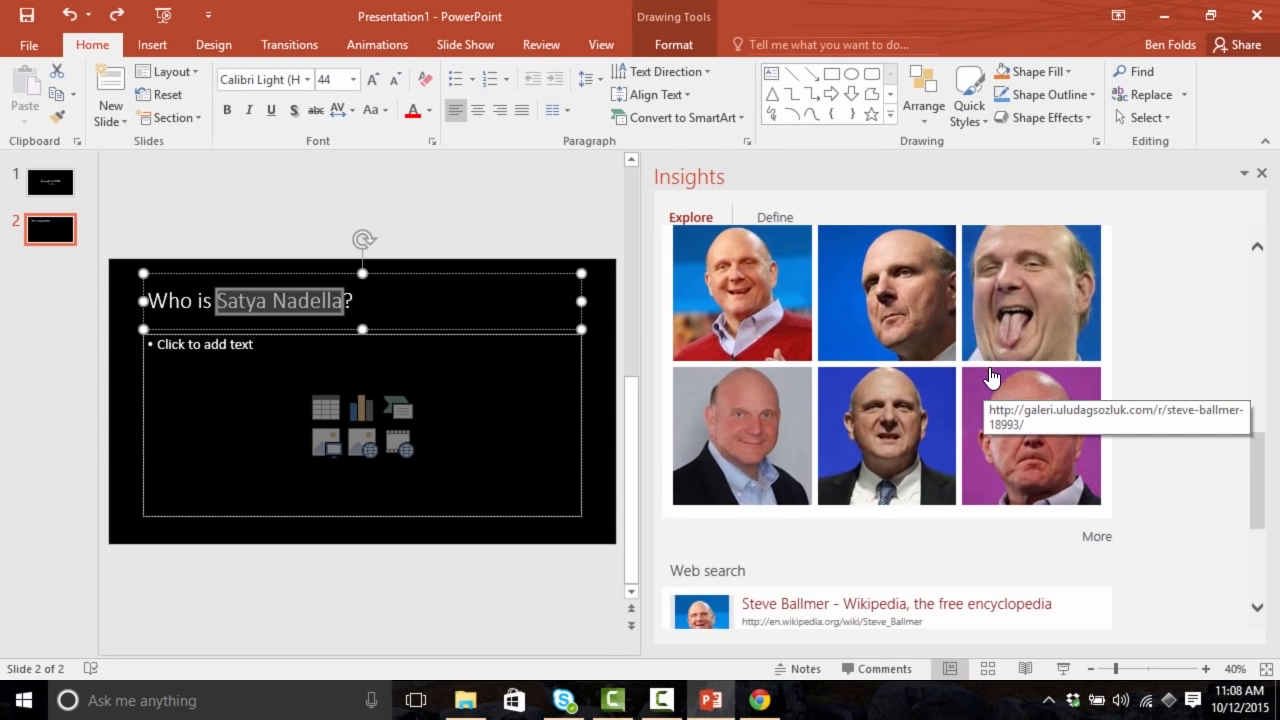 Presentation1 - PowerPoint
Drawing Tools
File
Home
Insert
Design
Transitions
Animations
Slide Show
Review
View
Format
Tell me what you want to do...
Ben Folds
Share
Paste
Clipboard
New
Slide
Layout
Reset
Section
Slides
Calibri Light (H
44
B I U S abc AV Aa A
Font
Text Direction
Align Text
Convert to SmartArt
Paragraph
Arrange
Quick
Styles
Shape Fill
Shape Outline
Shape Effects
Drawing
Find
Replace
Select
Editing
1
2
Who is Satya Nadella?
• Click to add text
Insights
Explore
Define
http://galeri.uludagsozluk.com/r/steve-ballmer-
18993/
More
Web search
Steve Ballmer - Wikipedia, the free encyclopedia
http://en.wikipedia.org/wiki/Steve_Ballmer
Slide 2 of 2
Notes
Comments
40%
Ask me anything
11:08 AM
10/12/2015